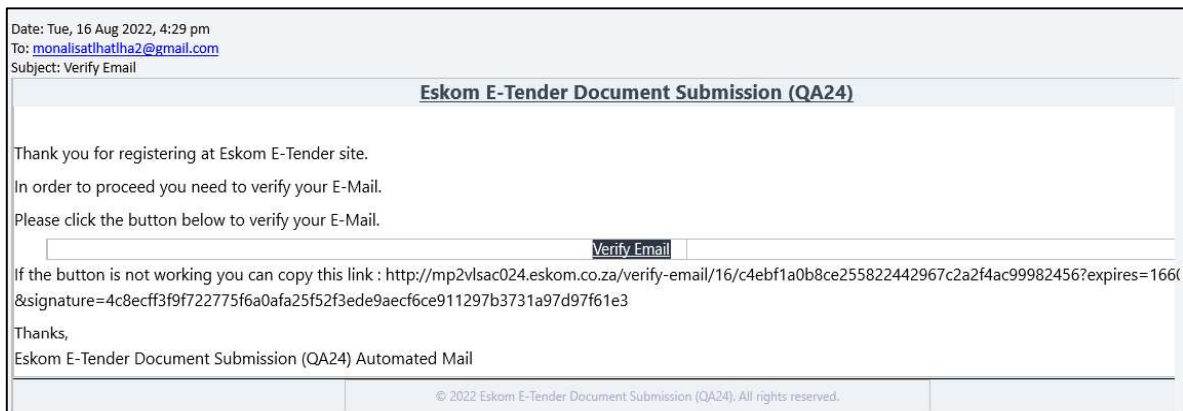 Date: Tue, 16 Aug 2022, 4:29 pm
To: monalisatlhatlha2@gmail.com
Subject: Verify Email
Eskom E-Tender Document Submission (QA24)
Thank you for registering at Eskom E-Tender site.
In order to proceed you need to verify your E-Mail.
Please click the button below to verify your E-Mail.
Verify Email
If the button is not working you can copy this link : http://mp2vlsac024.eskom.co.za/verify-email/16/c4ebf1a0b8ce255822442967c2a2f4ac99982456?expires=166
&signature=4c8ecff3f9f722775f6a0afa25f52f3ede9aecf6ce911297b3731a97d97f61e3
Thanks,
Eskom E-Tender Document Submission (QA24) Automated Mail
© 2022 Eskom E-Tender Document Submission (QA24). All rights reserved.